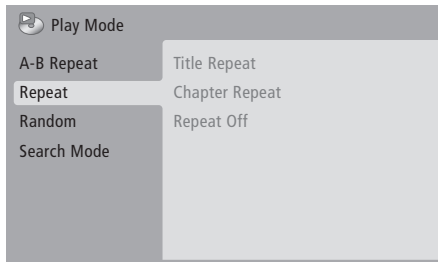 Play Mode
A-B Repeat
Repeat
Random
Search Mode
Title Repeat
Chapter Repeat
Repeat Off